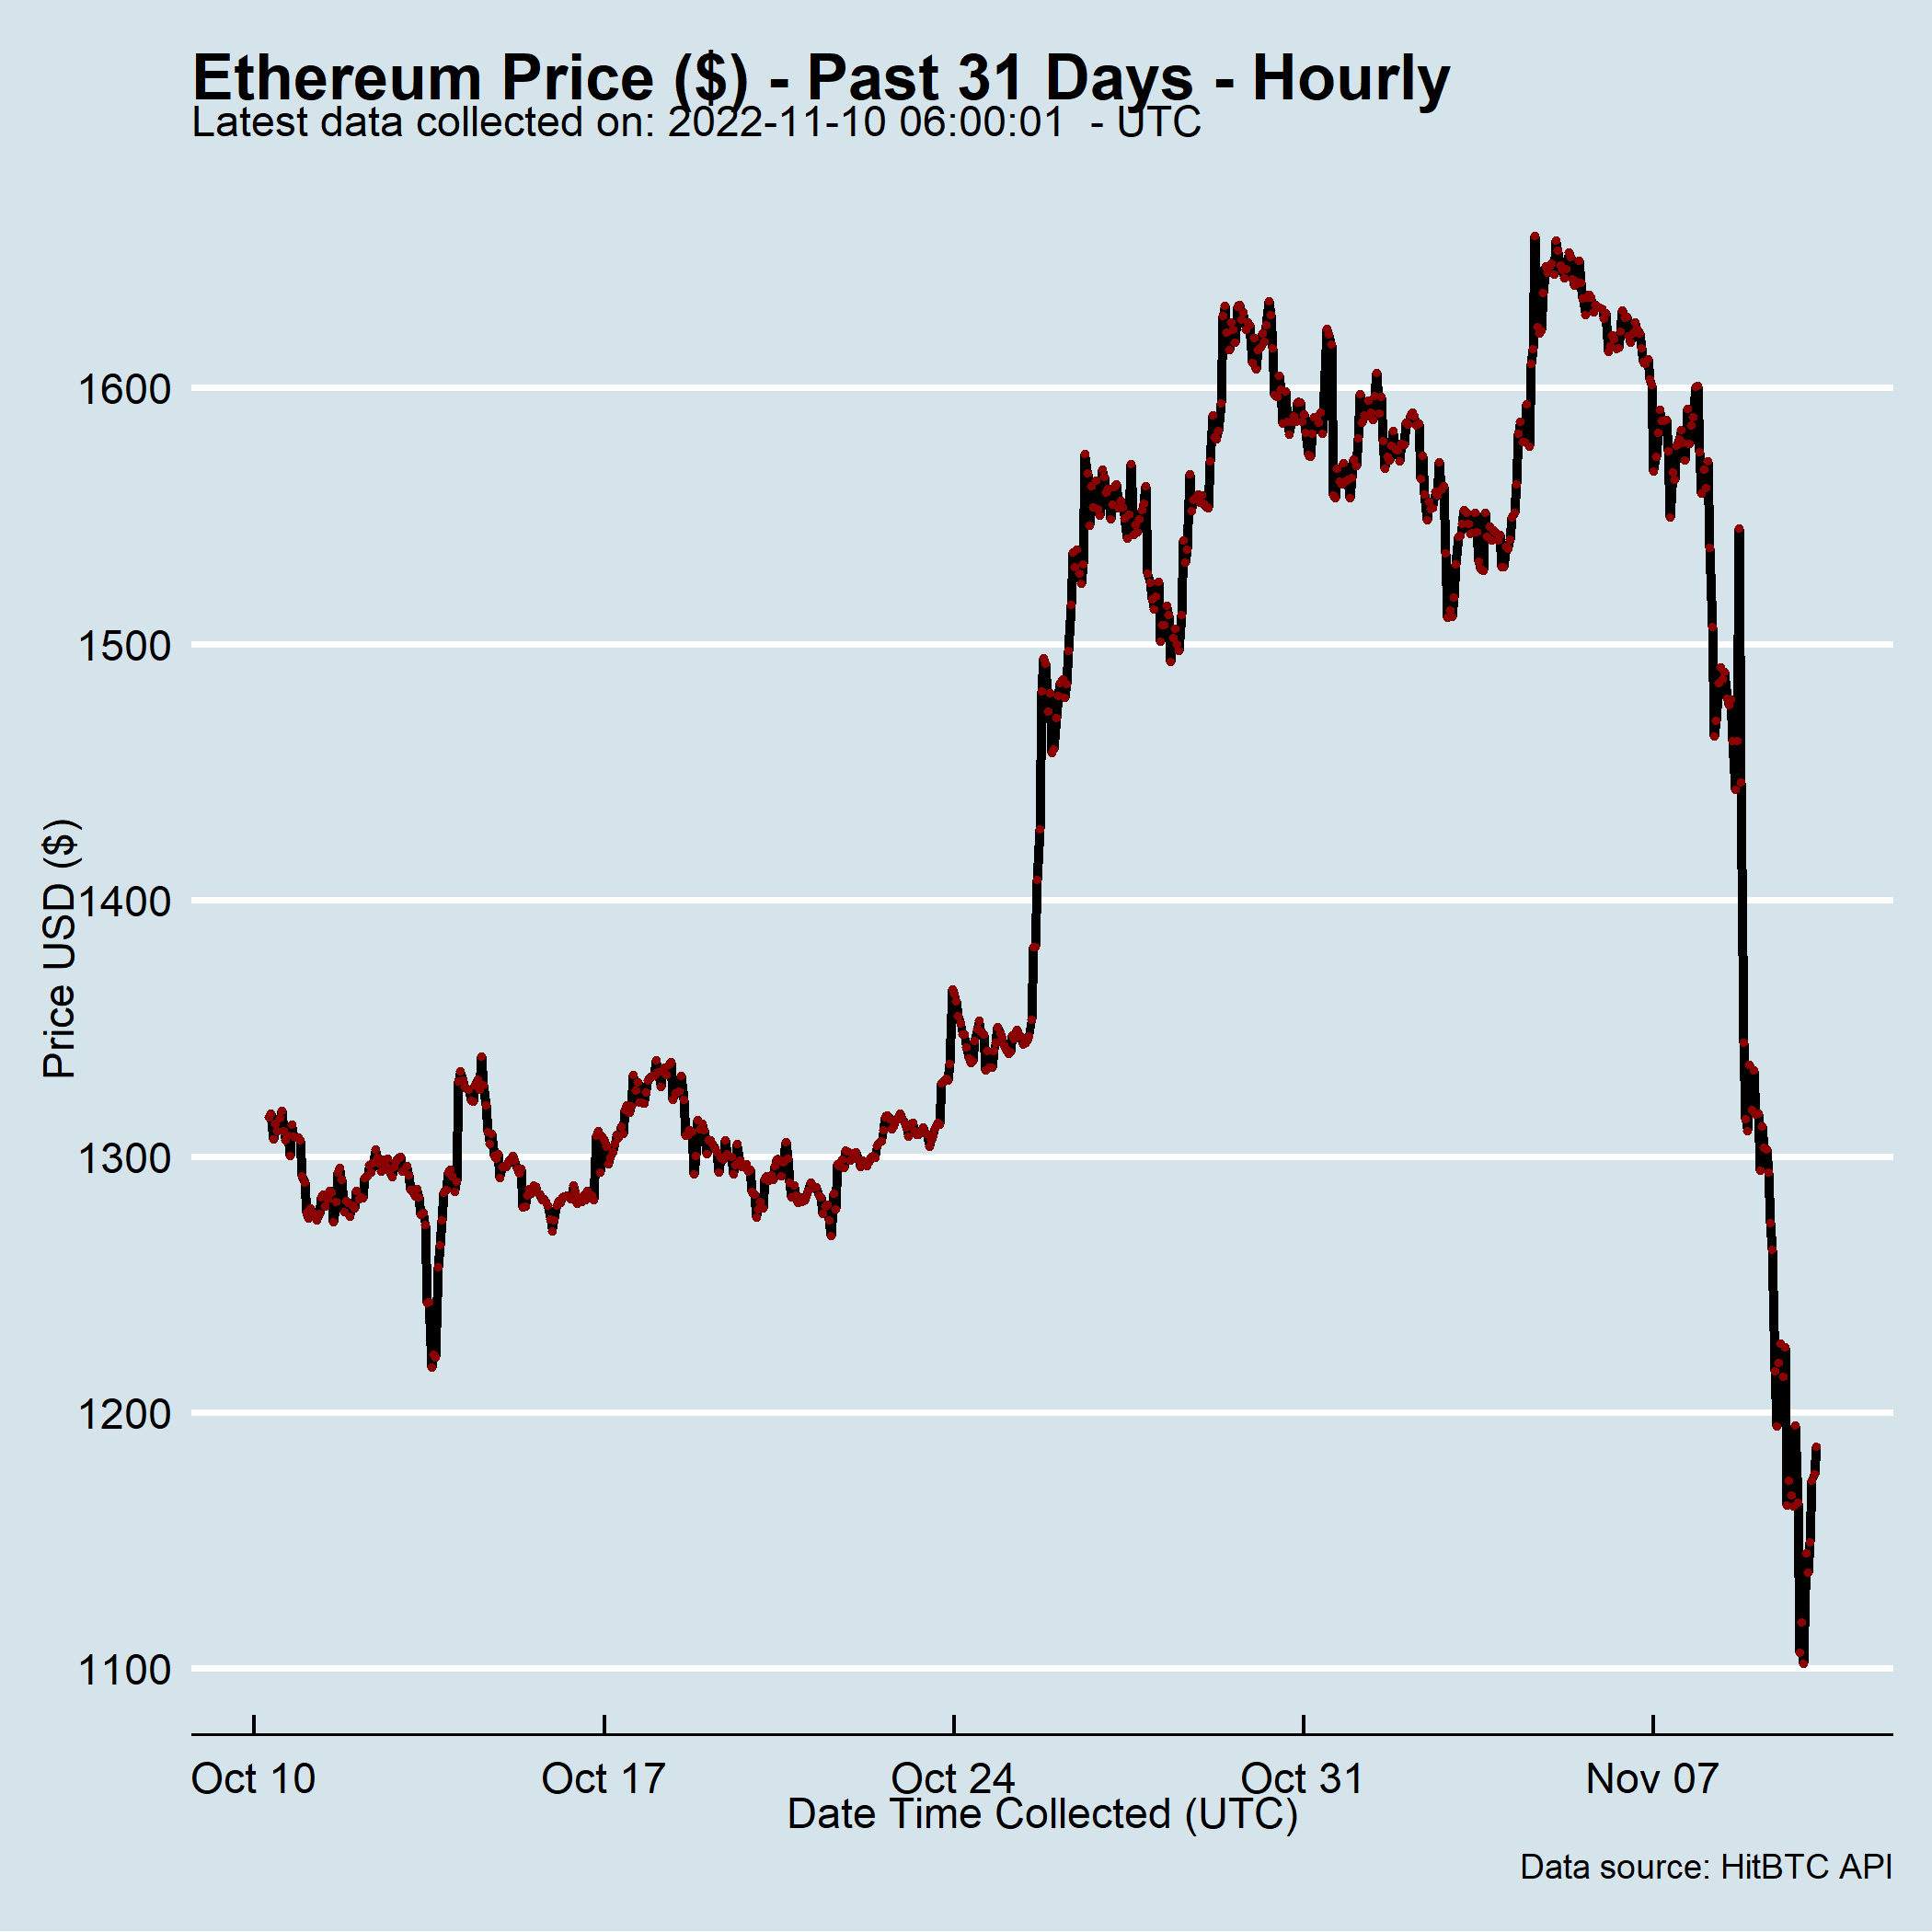 Ethereum Price ($) - Past 31 Days - Hourly
Latest data collected on: 2022-11-10 06:00:01  - UTC
Price USD ($)
1600
1500
1400
1300
1200
1100
Oct 10
Oct 17
Oct 24
Oct 31
Nov 07
Date Time Collected (UTC)
Data source: HitBTC API